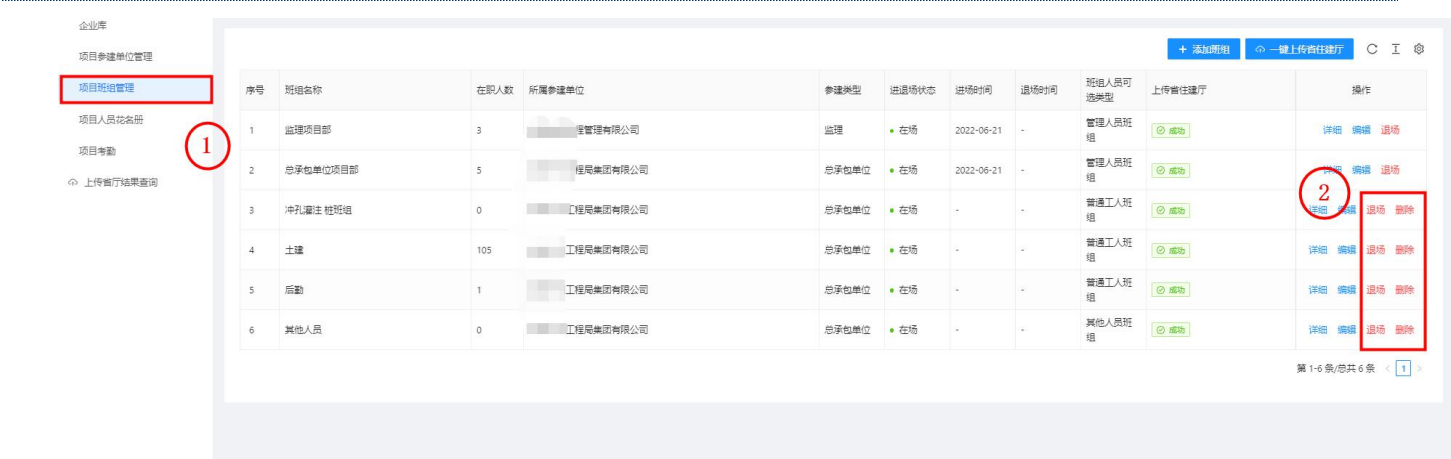 企业库
项目参建单位管理
项目班组管理
项目人员花名册
项目考勤
上传省厅结果查询
1
+ 添加班组 一键上传省住建厅
序号 班组名称 在职人数 所属参建单位 参建类型 进退场状态 进场时间 退场时间 班组人员可选类型 上传省住建厅 操作
1 监理项目部 3 程管理有限公司 监理 在场 2022-06-21 - 管理人员班组 成功 详细 编辑 退场
2 总承包单位项目部 5 程局集团有限公司 总承包单位 在场 2022-06-21 - 管理人员班组 成功 详细 编辑 退场
2
3 冲孔灌注 桩班组 0 工程局集团有限公司 总承包单位 在场 - - 普通工人班组 成功 详细 编辑 退场 删除
4 土建 105 工程局集团有限公司 总承包单位 在场 - - 普通工人班组 成功 详细 编辑 退场 删除
5 后勤 1 工程局集团有限公司 总承包单位 在场 - - 普通工人班组 成功 详细 编辑 退场 删除
6 其他人员 0 工程局集团有限公司 总承包单位 在场 - - 其他人员班组 成功 详细 编辑 退场 删除
第 1-6 条/总共 6 条 < 1 >